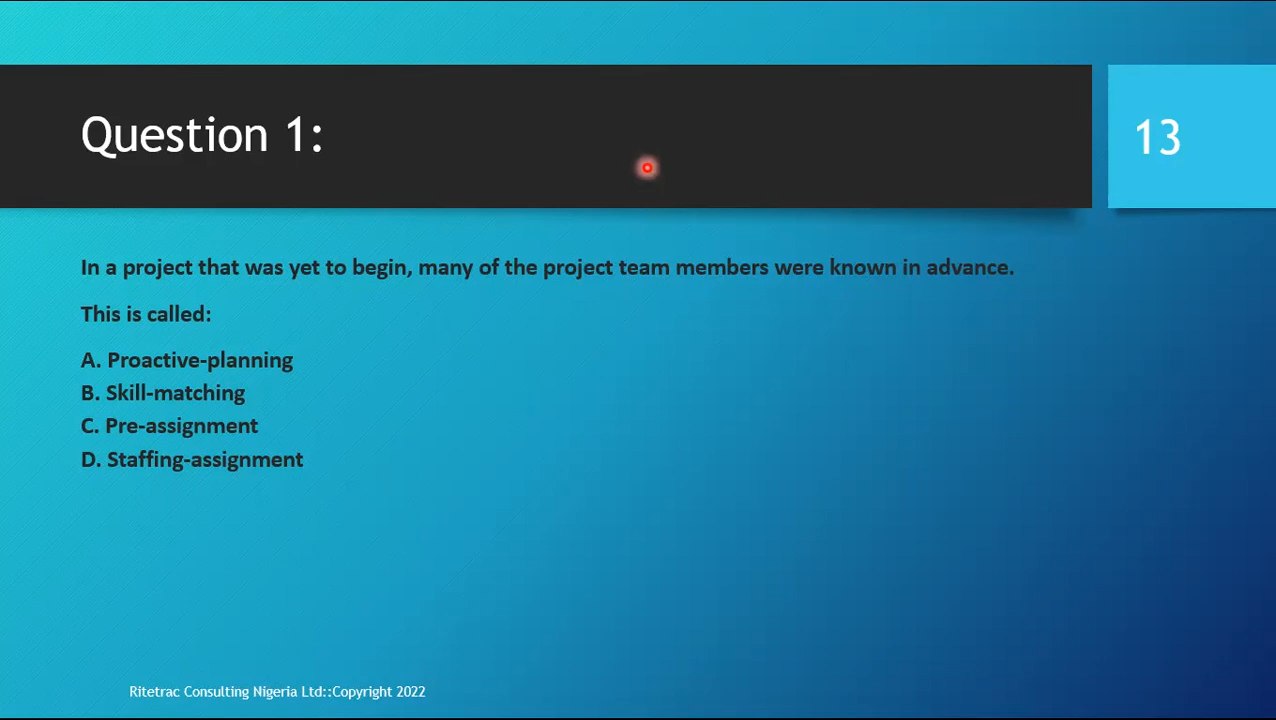 Question 1:
13
In a project that was yet to begin, many of the project team members were known in advance.
This is called:
A. Proactive-planning
B. Skill-matching
C. Pre-assignment
D. Staffing-assignment
Ritetrac Consulting Nigeria Ltd::Copyright 2022